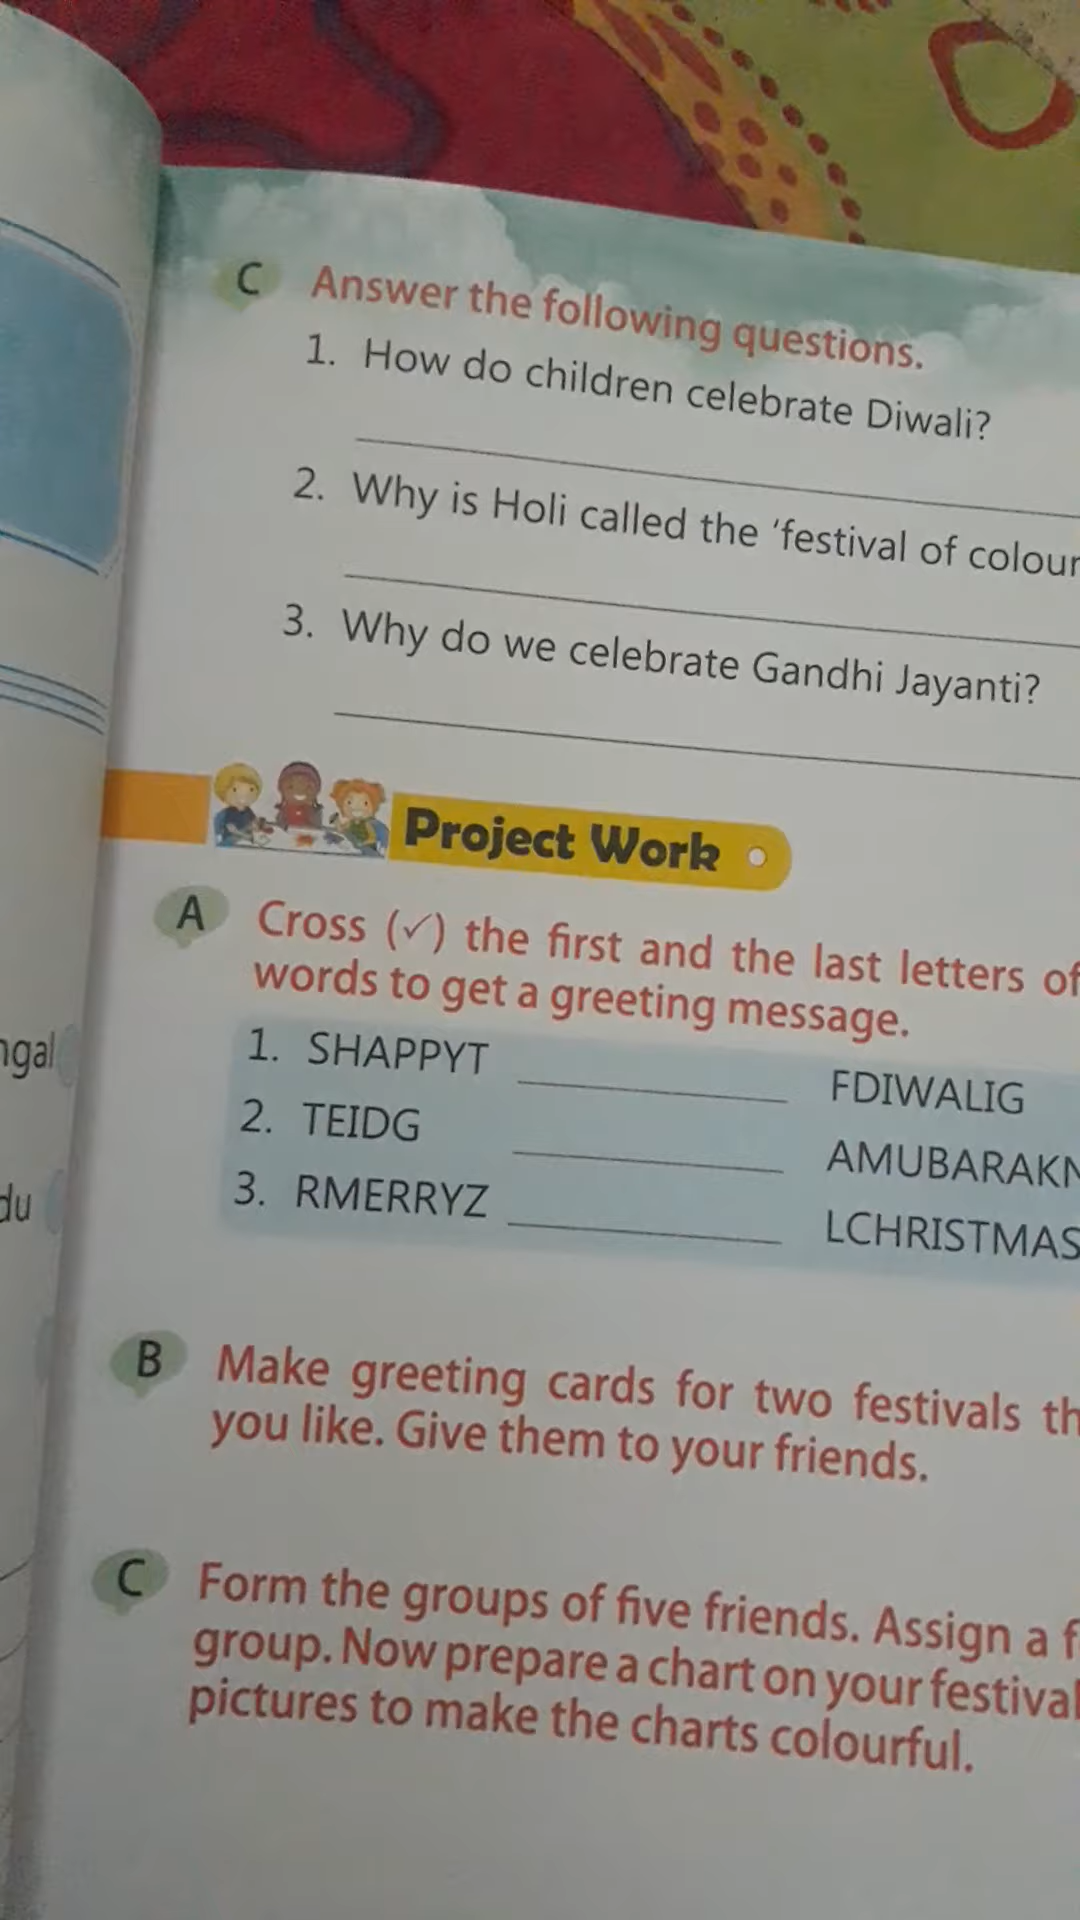 C Answer the following questions.
1. How do children celebrate Diwali?
2. Why is Holi called the ‘festival of colour
3. Why do we celebrate Gandhi Jayanti?
Project Work
A Cross (✓) the first and the last letters of
words to get a greeting message.
1. SHAPPYT FDIWALIG
2. TEIDG AMUBARAK
3. RMERRYZ LCHRISTMAS
B Make greeting cards for two festivals th
you like. Give them to your friends.
C Form the groups of five friends. Assign a f
group. Now prepare a chart on your festival
pictures to make the charts colourful.
ngal
du